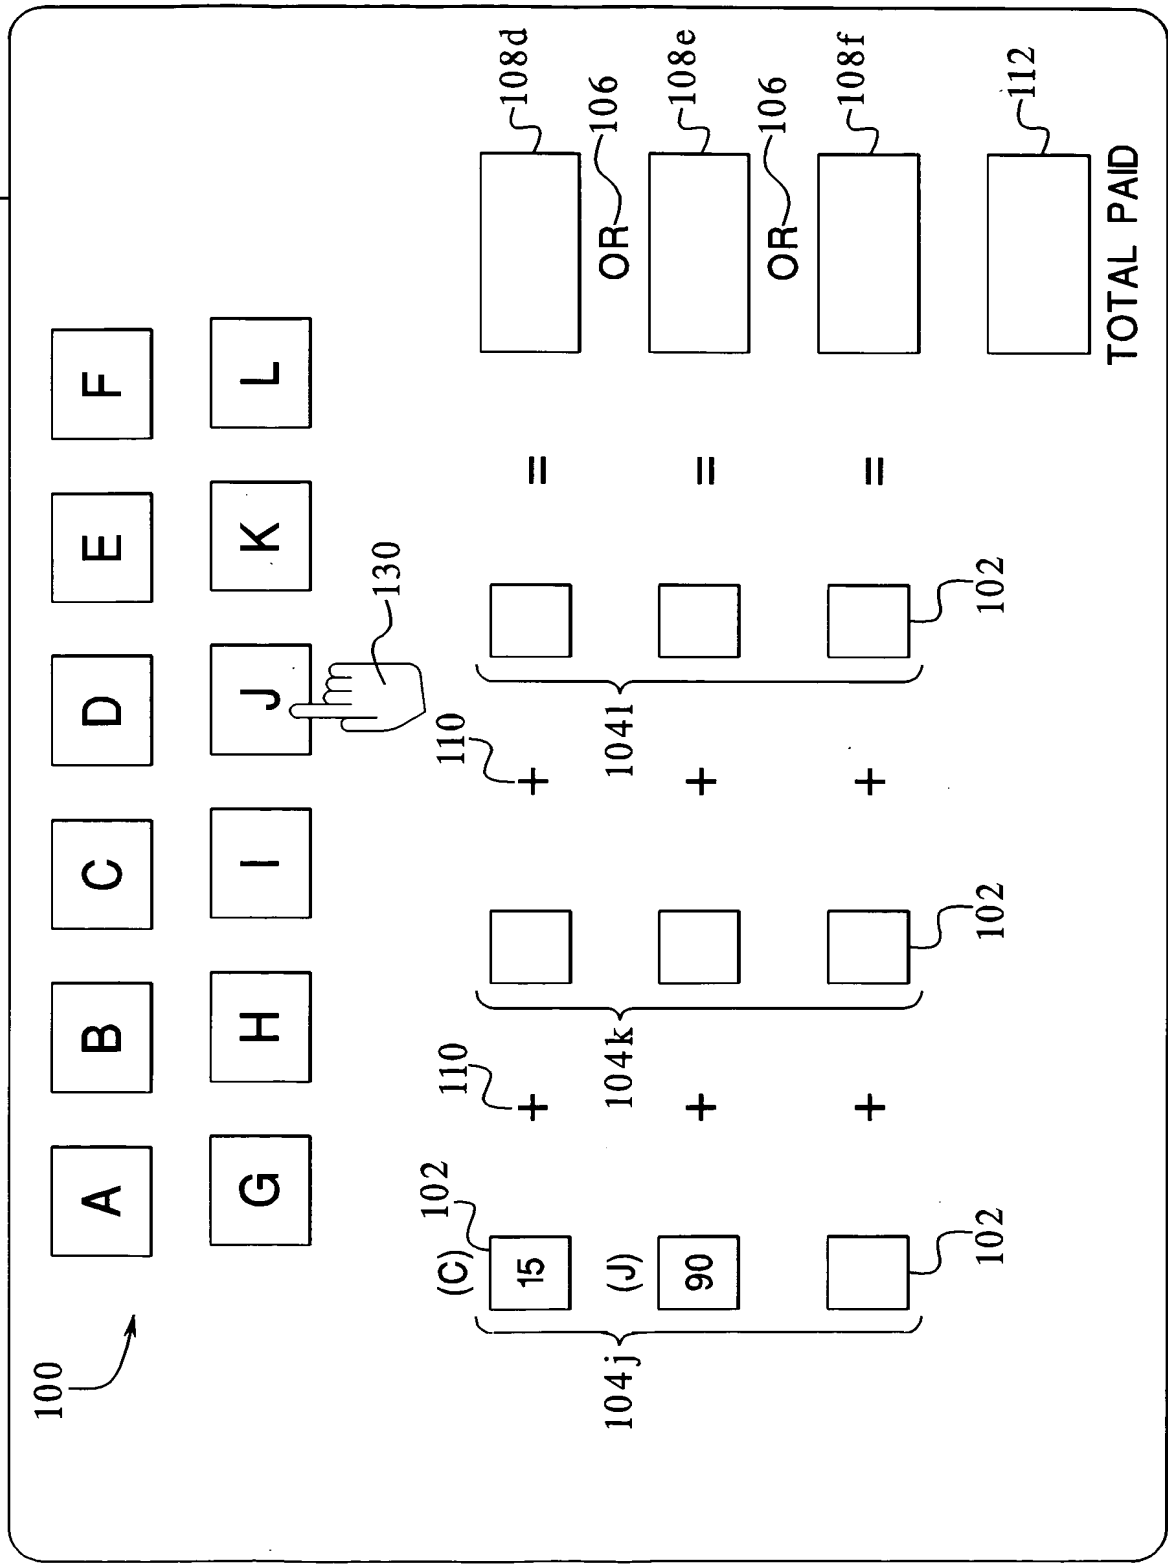 100
A B C D E F
G H I J K L
130
110 110
(C) 102
15 + + = 108d
OR 106
(J)
90 + + = 108e
OR 106
+ + = 108f
104j 104k 104l
102 102 102
112
TOTAL PAID